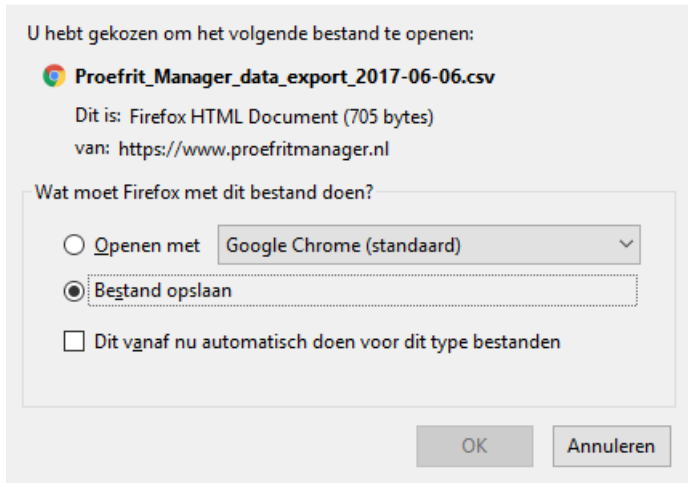 U hebt gekozen om het volgende bestand te openen:
Proefrit_Manager_data_export_2017-06-06.csv
Dit is: Firefox HTML Document (705 bytes)
van: https://www.proefritmanager.nl
Wat moet Firefox met dit bestand doen?
Openen met Google Chrome (standaard)
Bestand opslaan
Dit vanaf nu automatisch doen voor dit type bestanden
OK Annuleren